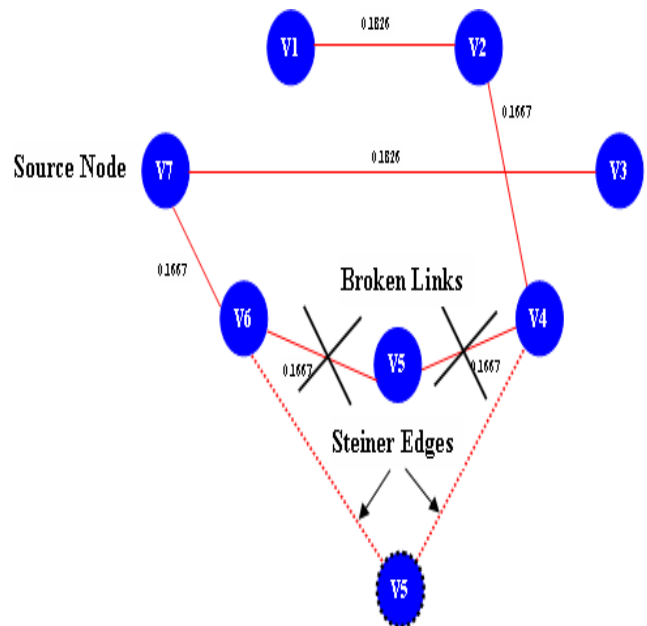 0.1826
V1
V2
0.1667
Source Node
V7
0.1826
V3
0.1667
Broken Links
V6
V4
0.1667
V5
0.1667
Steiner Edges
V5